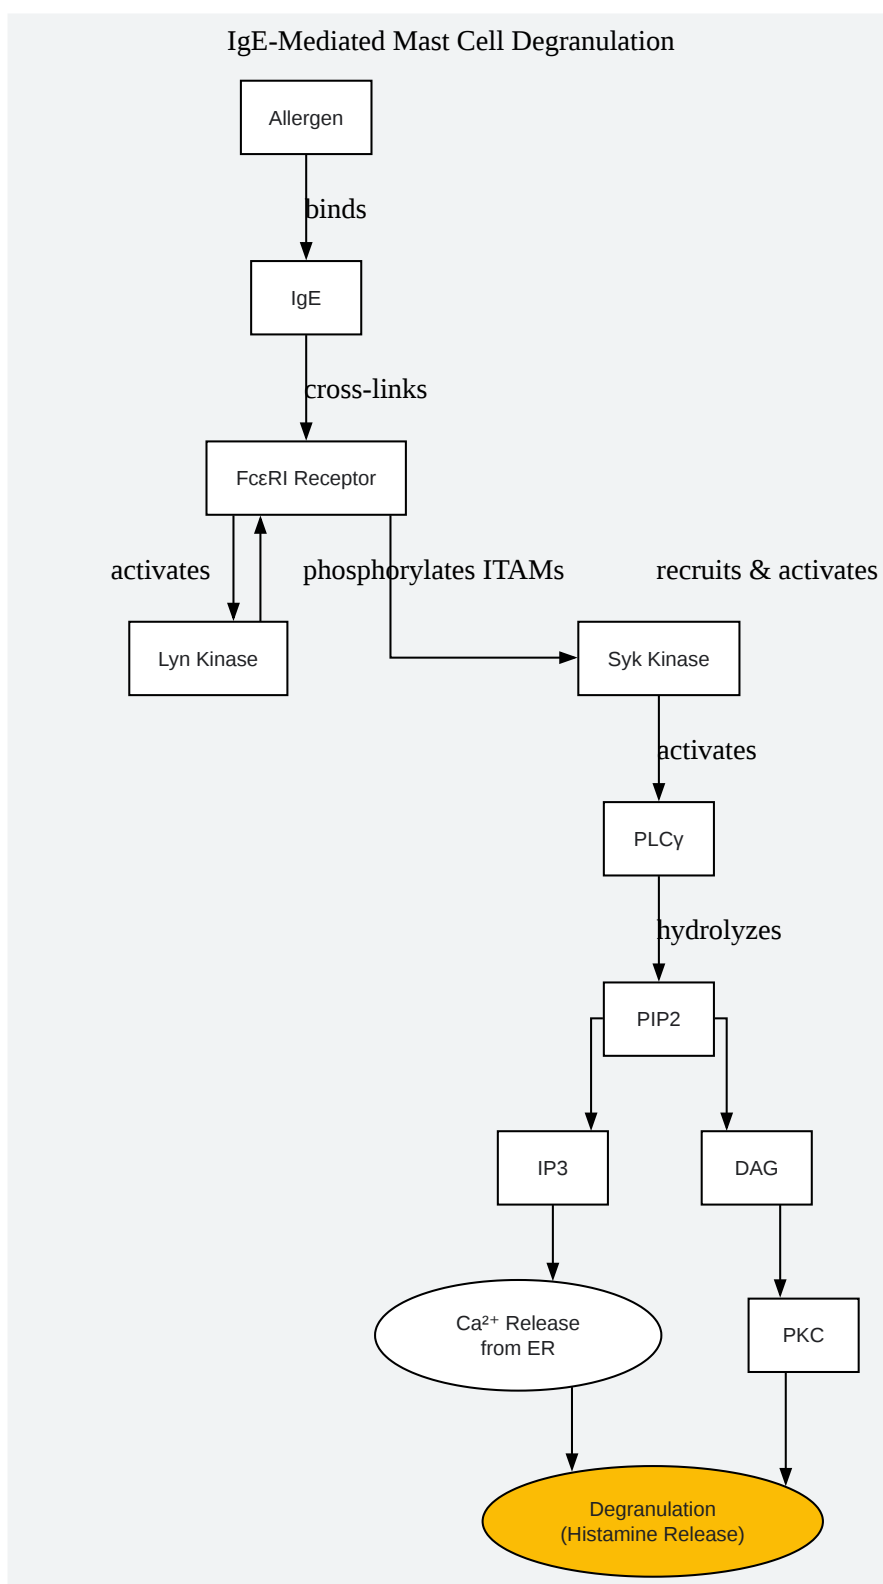 IgE-Mediated Mast Cell Degranulation
Allergen
binds
IgE
cross-links
FcεRI Receptor
activates
phosphorylates ITAMs
recruits & activates
Lyn Kinase
Syk Kinase
activates
PLCγ
hydrolyzes
PIP2
IP3
DAG
Ca²⁺ Release
from ER
PKC
Degranulation
(Histamine Release)